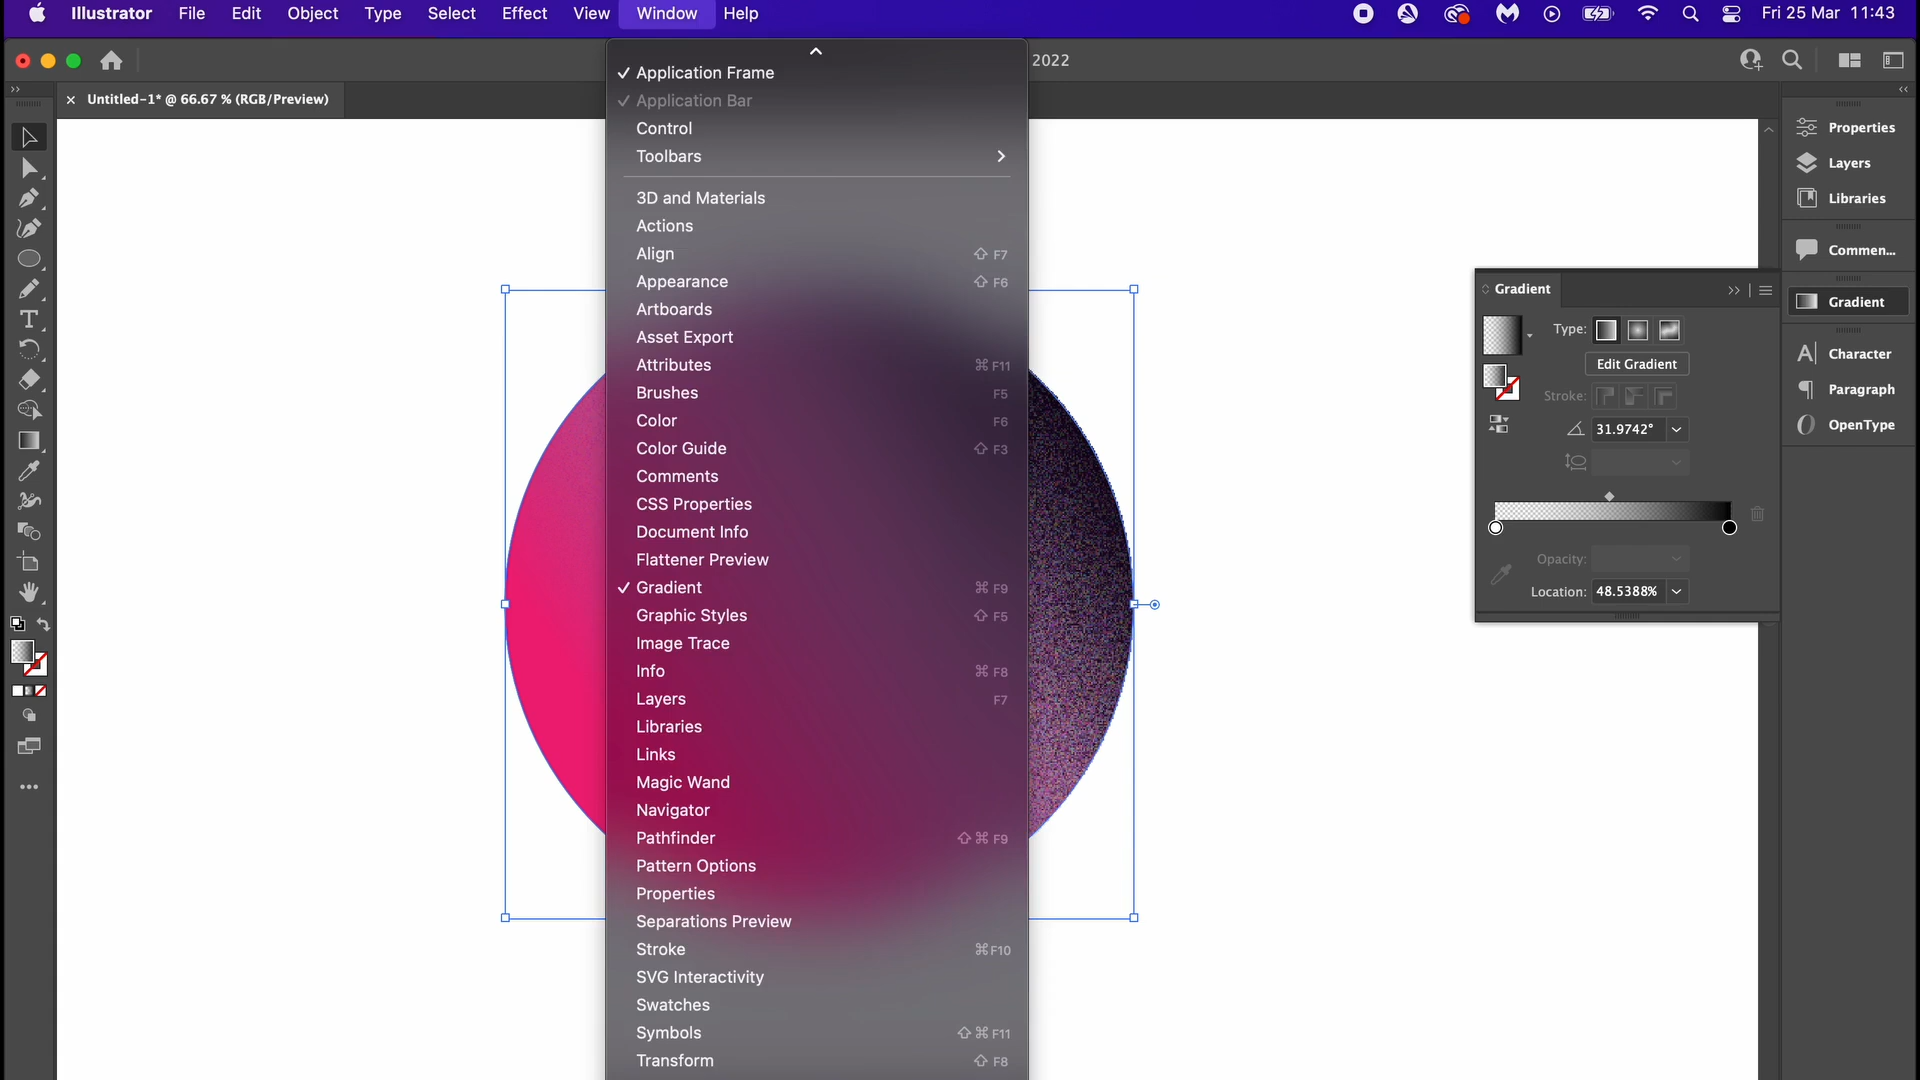 Illustrator File Edit Object Type Select Effect View Window Help Fri 25 Mar 11:43
2022
× Untitled-1* @ 66.67 % (RGB/Preview)
✓ Application Frame
✓ Application Bar
Control
Toolbars
3D and Materials
Actions
Align ⇧ F7
Appearance ⇧ F6
Artboards
Asset Export
Attributes ⌘ F11
Brushes F5
Color F6
Color Guide ⇧ F3
Comments
CSS Properties
Document Info
Flattener Preview
✓ Gradient ⌘ F9
Graphic Styles ⇧ F5
Image Trace
Info ⌘ F8
Layers F7
Libraries
Links
Magic Wand
Navigator
Pathfinder ⇧ ⌘ F9
Pattern Options
Properties
Separations Preview
Stroke ⌘ F10
SVG Interactivity
Swatches
Symbols ⇧ ⌘ F11
Transform ⇧ F8
Gradient
Type:
Edit Gradient
Stroke:
31.9742°
Opacity:
Location: 48.5388%
Properties
Layers
Libraries
Commen...
Gradient
Character
Paragraph
OpenType